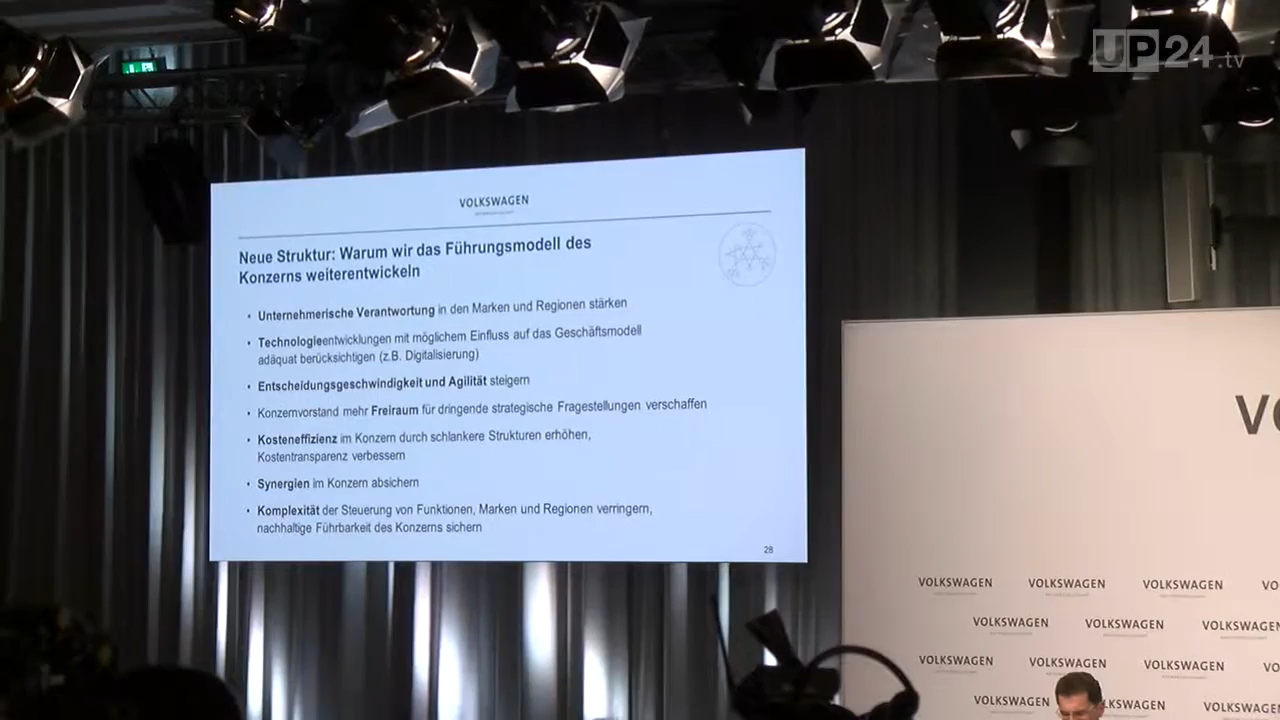 UP24.tv
VOLKSWAGEN
Neue Struktur: Warum wir das Führungsmodell des
Konzerns weiterentwickeln
• Unternehmerische Verantwortung in den Marken und Regionen stärken
• Technologieentwicklungen mit möglichem Einfluss auf das Geschäftsmodell
adäquat berücksichtigen (z.B. Digitalisierung)
• Entscheidungsgeschwindigkeit und Agilität steigern
• Konzernvorstand mehr Freiraum für dringende strategische Fragestellungen verschaffen
• Kosteneffizienz im Konzern durch schlankere Strukturen erhöhen,
Kostentransparenz verbessern
• Synergien im Konzern absichern
• Komplexität der Steuerung von Funktionen, Marken und Regionen verringern,
nachhaltige Führbarkeit des Konzerns sichern
28
VO
VOLKSWAGEN VOLKSWAGEN VOLKSWAGEN VO
VOLKSWAGEN VOLKSWAGEN VOLKSWAGEN
VOLKSWAGEN VOLKSWAGEN VOLKSWAGEN VO
VOLKSWAGEN LKSWAGEN VOLKSWAGEN